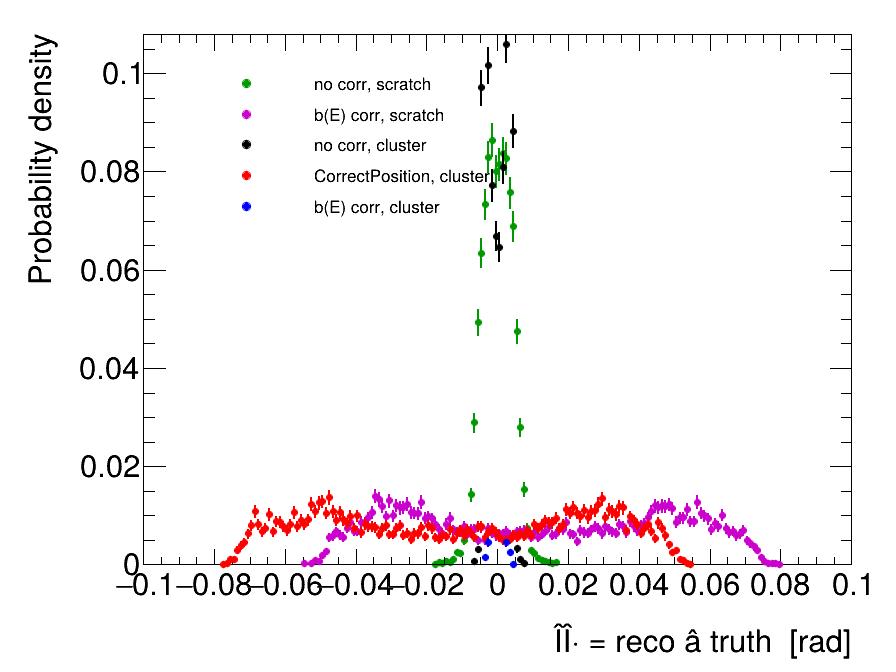 Probability density
0.1
0.08
0.06
0.04
0.02
0
no corr, scratch
b(E) corr, scratch
no corr, cluster
CorrectPosition, cluster
b(E) corr, cluster
−0.1 −0.08 −0.06 −0.04 −0.02 0 0.02 0.04 0.06 0.08 0.1
ÎÎ· = reco â truth [rad]